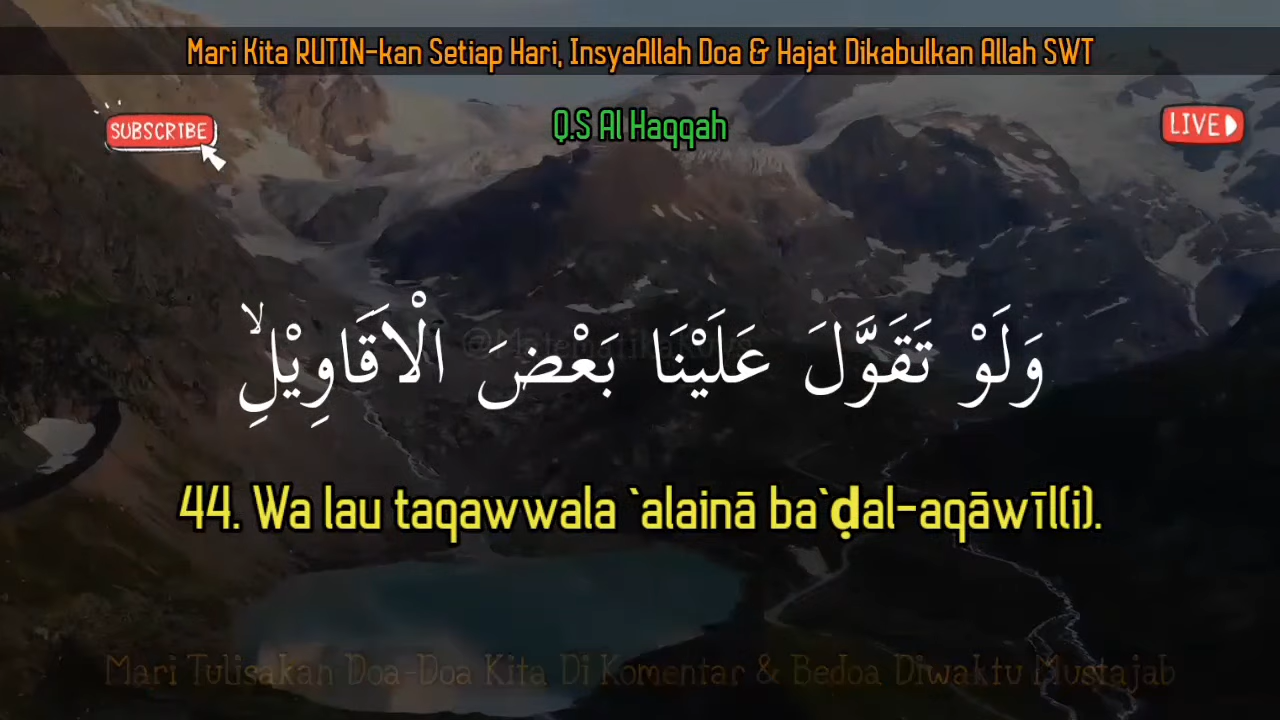 Mari Kita RUTIN-kan Setiap Hari, InsyaAllah Doa & Hajat Dikabulkan Allah SWT
SUBSCRIBE
Q.S Al Haqqah
LIVE
وَلَوْ تَقَوَّلَ عَلَيْنَا بَعْضَ الْاَقَاوِيْلِۙ
44. Wa lau taqawwala `alainā ba`ḍal-aqāwīl(i).
Mari Tulisakan Doa-Doa Kita Di Komentar & Bedoa Diwaktu Mustajab